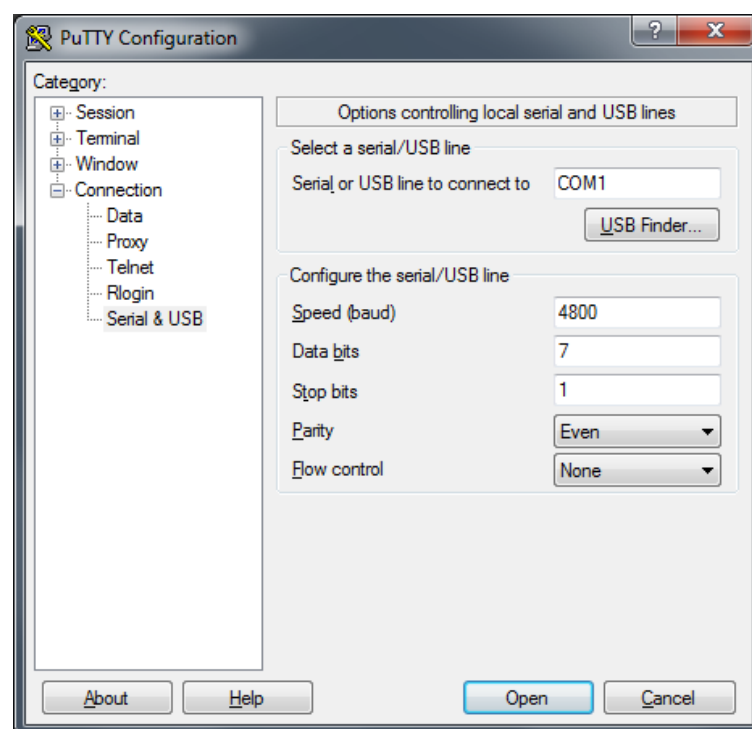 PuTTY Configuration
?
X
Category:
Session
Terminal
Window
Connection
Data
Proxy
Telnet
Rlogin
Serial & USB
Options controlling local serial and USB lines
Select a serial/USB line
Serial or USB line to connect to COM1
USB Finder...
Configure the serial/USB line
Speed (baud) 4800
Data bits 7
Stop bits 1
Parity Even
Flow control None
About Help Open Cancel